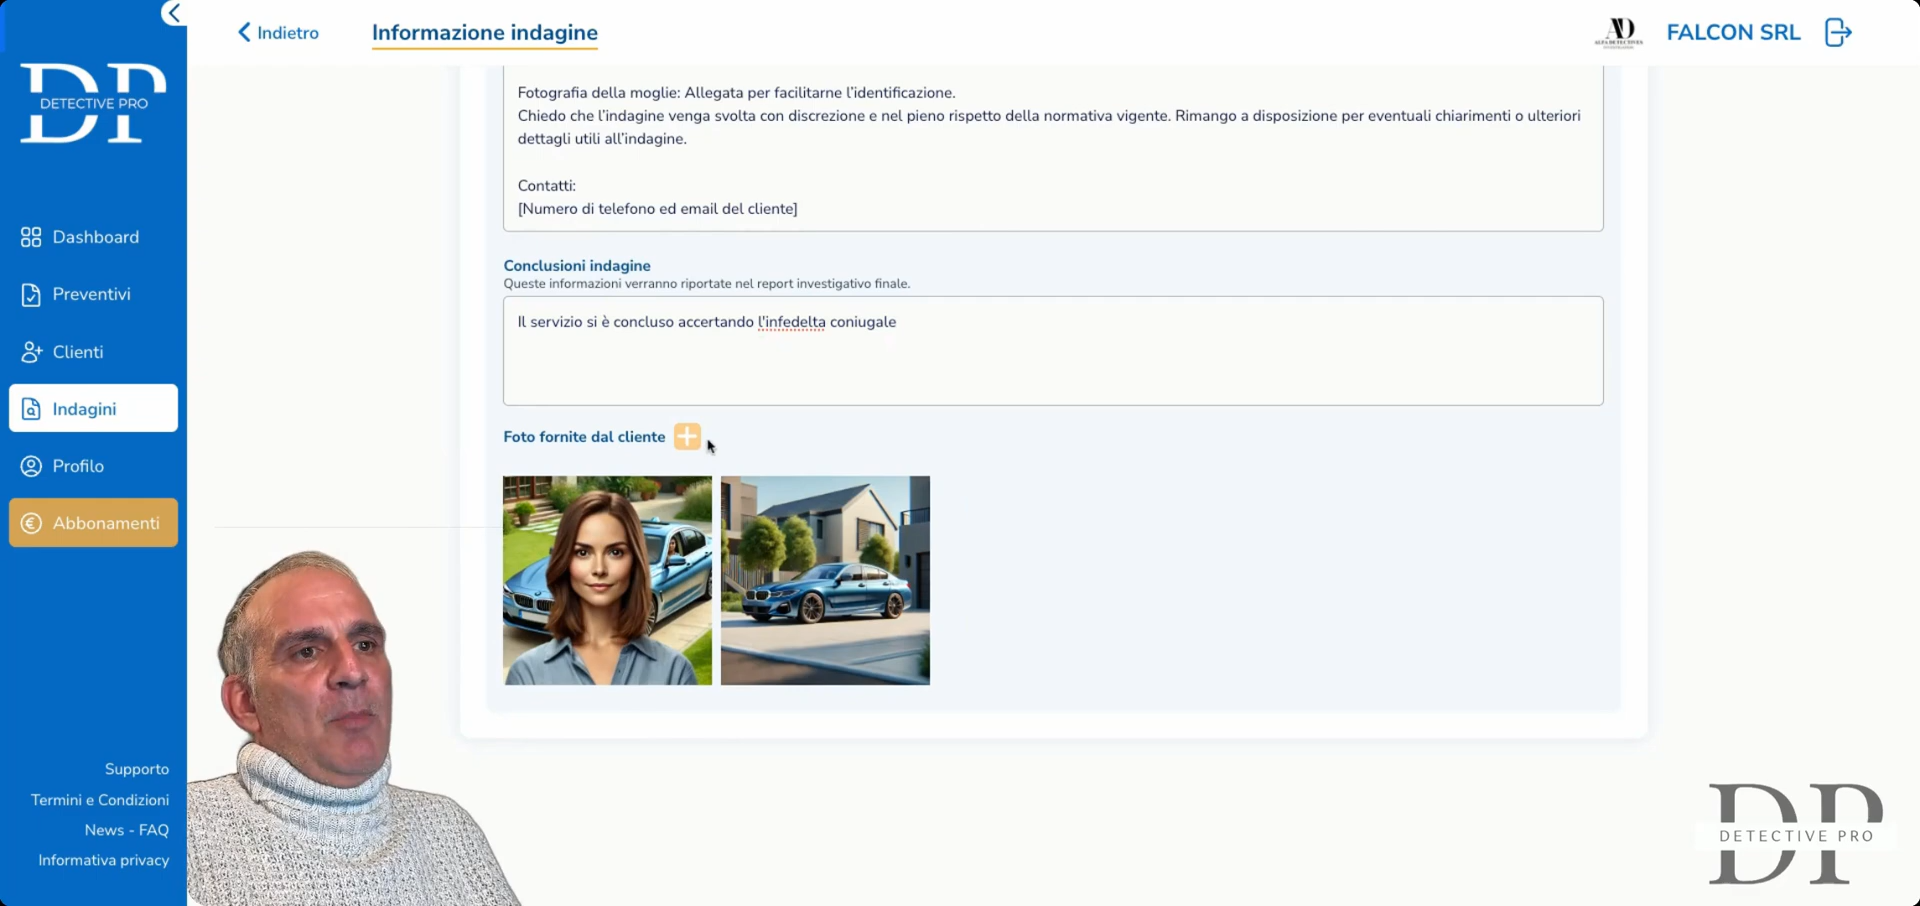 Indietro
Informazione indagine
AD
FALCON SRL
DP
DETECTIVE PRO
Dashboard
Preventivi
Clienti
Indagini
Profilo
Abbonamenti
Supporto
Termini e Condizioni
News - FAQ
Informativa privacy
Fotografia della moglie: Allegata per facilitarne l'identificazione.
Chiedo che l'indagine venga svolta con discrezione e nel pieno rispetto della normativa vigente. Rimango a disposizione per eventuali chiarimenti o ulteriori
dettagli utili all'indagine.
Contatti:
[Numero di telefono ed email del cliente]
Conclusioni indagine
Queste informazioni verranno riportate nel report investigativo finale.
Il servizio si è concluso accertando l'infedelta coniugale
Foto fornite dal cliente
DP
DETECTIVE PRO